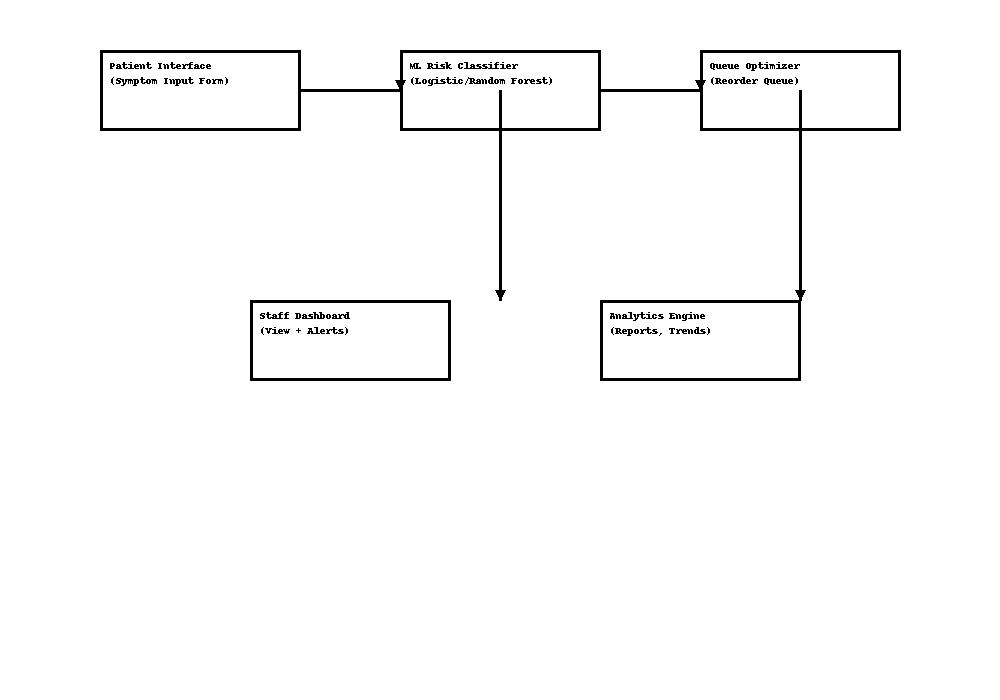 Patient Interface
(Symptom Input Form)
ML Risk Classifier
(Logistic/Random Forest)
Queue Optimizer
(Reorder Queue)
Staff Dashboard
(View + Alerts)
Analytics Engine
(Reports, Trends)